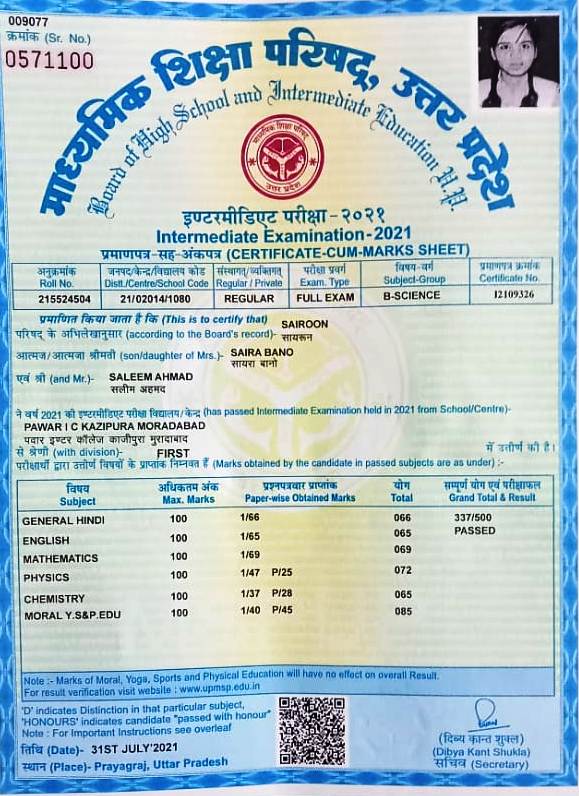 009077
क्रमांक (Sr. No.)
0571100
माध्यमिक शिक्षा परिषद्, उत्तर प्रदेश
Board of High School and Intermediate Education U.P.
माध्यमिक शिक्षा परिषद्
उत्तर प्रदेश
इण्टरमीडिएट परीक्षा - २०२१
Intermediate Examination-2021
प्रमाणपत्र-सह-अंकपत्र (CERTIFICATE-CUM-MARKS SHEET)
अनुक्रमांक जनपद/केन्द्र/विद्यालय कोड संस्थागत/व्यक्तिगत परीक्षा प्रवर्ग विषय-वर्ग प्रमाणपत्र क्रमांक
Roll No. Distt./Centre/School Code Regular / Private Exam. Type Subject-Group Certificate No.
215524504 21/02014/1080 REGULAR FULL EXAM B-SCIENCE 12109326
प्रमाणित किया जाता है कि (This is to certify that) SAIROON
परिषद् के अभिलेखानुसार (according to the Board's record)- सायरून
आत्मज/आत्मजा श्रीमती (son/daughter of Mrs.)- SAIRA BANO
सायरा बानो
एवं श्री (and Mr.)- SALEEM AHMAD
सलीम अहमद
ने वर्ष 2021 की इण्टरमीडिएट परीक्षा विद्यालय/केन्द्र (has passed Intermediate Examination held in 2021 from School/Centre)-
PAWAR I C KAZIPURA MORADABAD
पवार इण्टर कॉलेज काजीपुरा मुरादाबाद
से श्रेणी (with division)- FIRST में उत्तीर्ण की है।
परीक्षार्थी द्वारा उत्तीर्ण विषयों के प्राप्तांक निम्नवत हैं (Marks obtained by the candidate in passed subjects are as under) :-
विषय अधिकतम अंक प्रश्नपत्रवार प्राप्तांक योग सम्पूर्ण योग एवं परीक्षाफल
Subject Max. Marks Paper-wise Obtained Marks Total Grand Total & Result
GENERAL HINDI 100 1/66 066 337/500
ENGLISH 100 1/65 065 PASSED
MATHEMATICS 100 1/69 069
PHYSICS 100 1/47 P/25 072
CHEMISTRY 100 1/37 P/28 065
MORAL Y.S&P.EDU 100 1/40 P/45 085
Note :- Marks of Moral, Yoga, Sports and Physical Education will have no effect on overall Result.
For result verification visit website : www.upmsp.edu.in
'D' indicates Distinction in that particular subject,
'HONOURS' indicates candidate "passed with honour"
Note : For Important Instructions see overleaf
तिथि (Date)- 31ST JULY'2021
स्थान (Place)- Prayagraj, Uttar Pradesh
(दिब्य कान्त शुक्ल)
(Dibya Kant Shukla)
सचिव (Secretary)